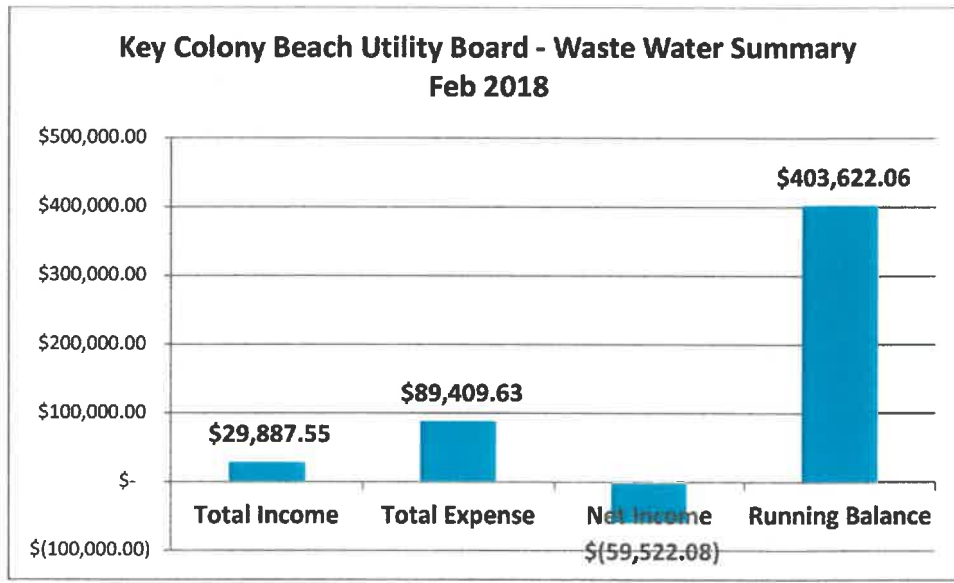 Key Colony Beach Utility Board - Waste Water Summary
Feb 2018
$500,000.00
$400,000.00
$300,000.00
$200,000.00
$100,000.00
$-
$(100,000.00)
$29,887.55
$89,409.63
$(59,522.08)
$403,622.06
Total Income
Total Expense
Net Income
Running Balance